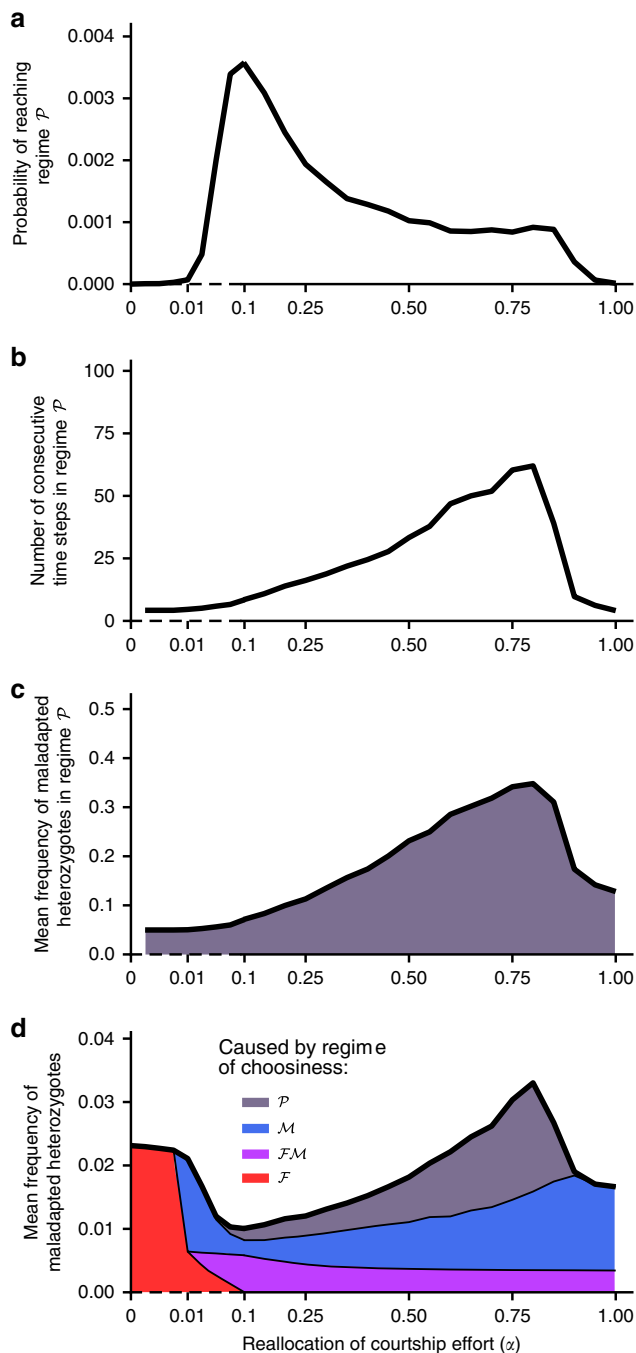 a
Probability of reaching
regime 𝒫
0.004
0.003
0.002
0.001
0.000
0 0.01 0.1 0.25 0.50 0.75 1.00
b
Number of consecutive
time steps in regime 𝒫
100
75
50
25
0
0 0.01 0.1 0.25 0.50 0.75 1.00
c
Mean frequency of maladapted
heterozygotes in regime 𝒫
0.5
0.4
0.3
0.2
0.1
0.0
0 0.01 0.1 0.25 0.50 0.75 1.00
d
Mean frequency of
maladapted heterozygotes
0.04
0.03
0.02
0.01
0.00
Caused by regime
of choosiness:
𝒫
ℳ
ℱℳ
ℱ
0 0.01 0.1 0.25 0.50 0.75 1.00
Reallocation of courtship effort (α)